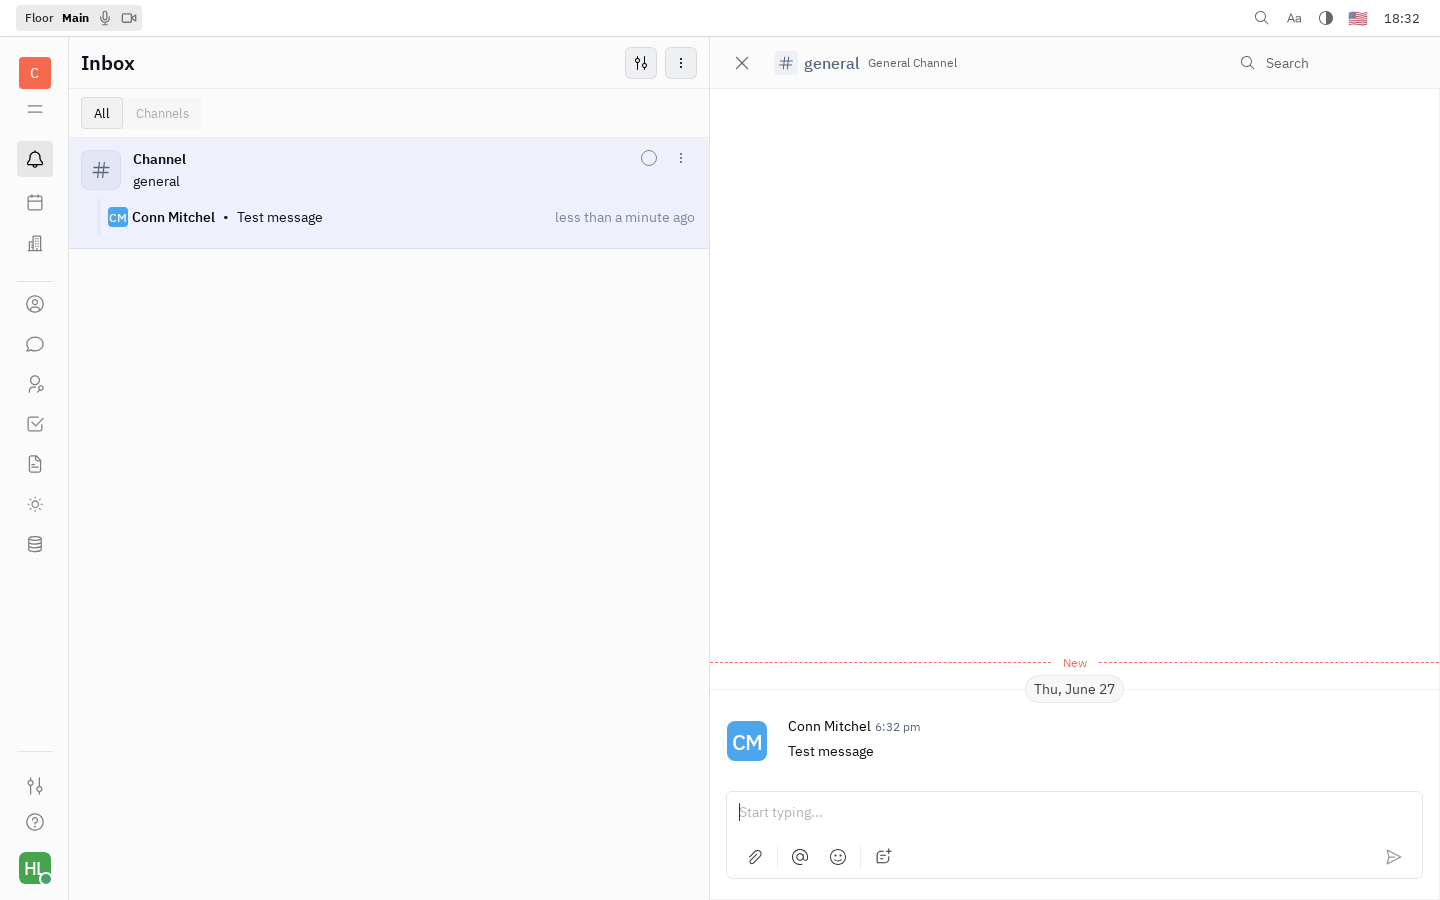 Floor Main
Aa
18:32
C
Inbox
general General Channel
Search
All Channels
Channel
general
CM Conn Mitchel • Test message less than a minute ago
New
Thu, June 27
CM
Conn Mitchel 6:32 pm
Test message
Start typing...
HL